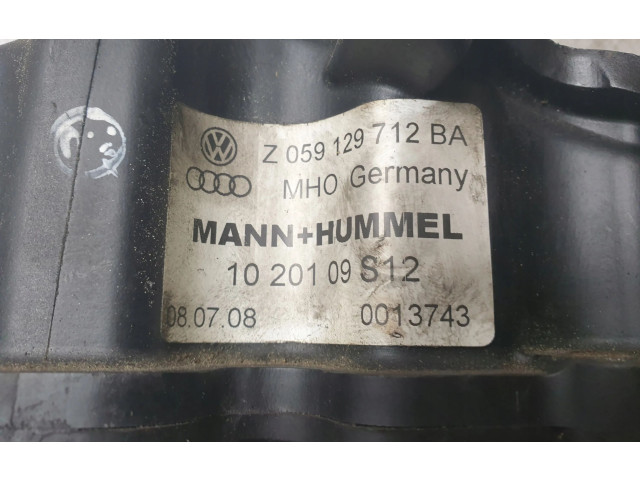 Z 059 129 712 BA
MHO Germany
MANN+HUMMEL
10 201 09 S12
08.07.08 0013743